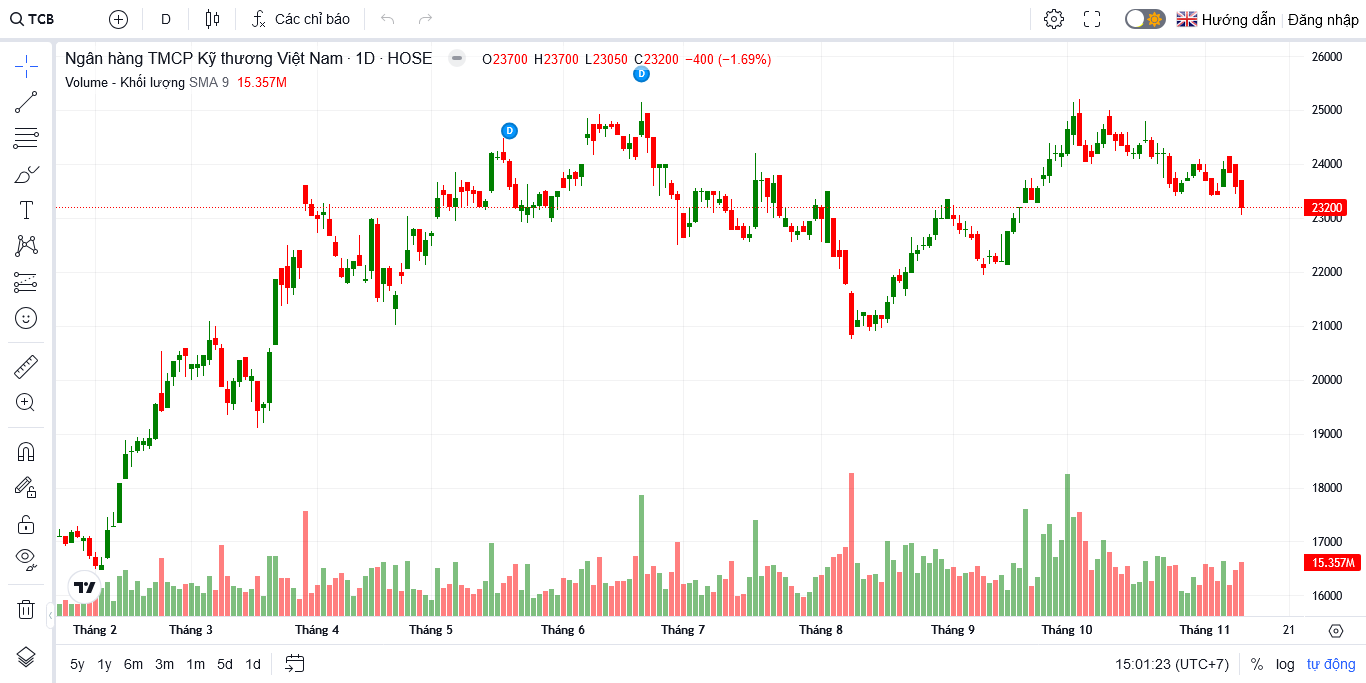 TCB D Các chỉ báo Hướng dẫn Đăng nhập
Ngân hàng TMCP Kỹ thương Việt Nam · 1D · HOSE O23700 H23700 L23050 C23200 −400 (−1.69%)
Volume - Khối lượng SMA 9 15.357M
D
D
26000
25000
24000
23200
23000
22000
21000
20000
19000
18000
17000
15.357M
16000
Tháng 2 Tháng 3 Tháng 4 Tháng 5 Tháng 6 Tháng 7 Tháng 8 Tháng 9 Tháng 10 Tháng 11 21
5y 1y 6m 3m 1m 5d 1d 15:01:23 (UTC+7) % log tự động